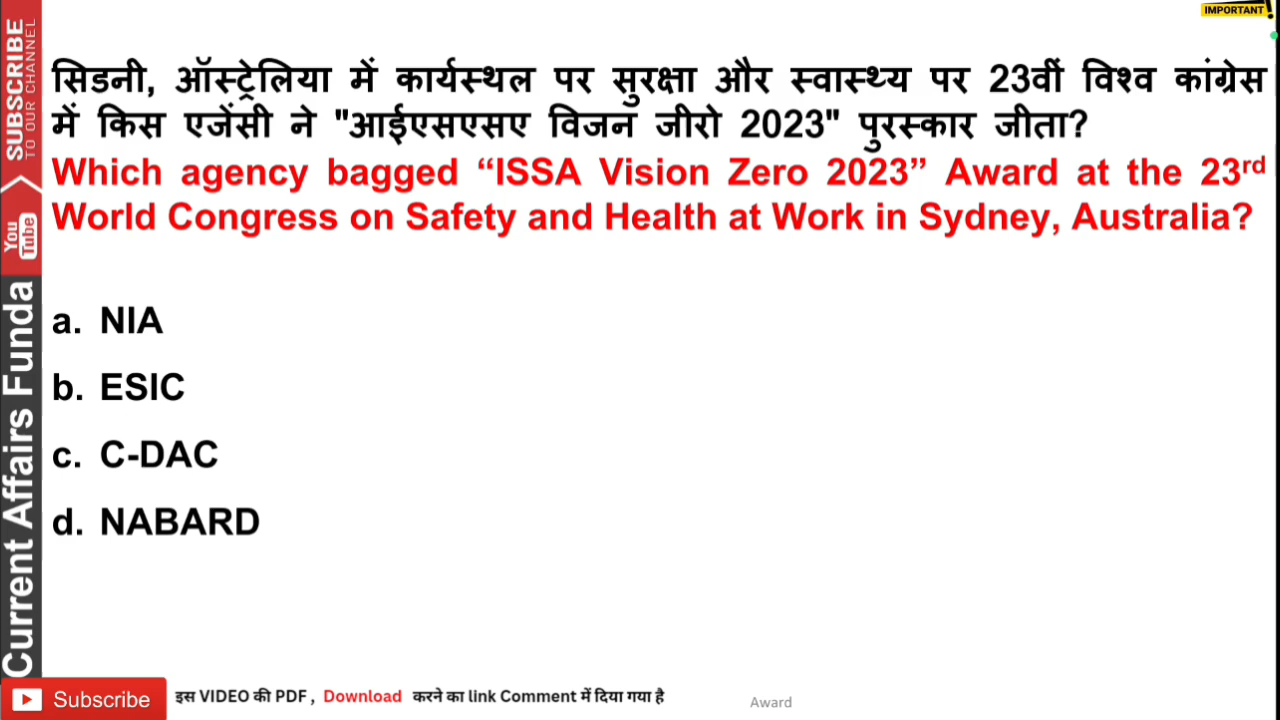 IMPORTANT
सिडनी, ऑस्ट्रेलिया में कार्यस्थल पर सुरक्षा और स्वास्थ्य पर 23वीं विश्व कांग्रेस
में किस एजेंसी ने "आईएसएसए विजन जीरो 2023" पुरस्कार जीता?
Which agency bagged “ISSA Vision Zero 2023” Award at the 23rd
World Congress on Safety and Health at Work in Sydney, Australia?
a. NIA
b. ESIC
c. C-DAC
d. NABARD
SUBSCRIBE
TO OUR CHANNEL
You
Tube
Current Affairs Funda
Subscribe
इस VIDEO की PDF , Download करने का link Comment में दिया गया है
Award